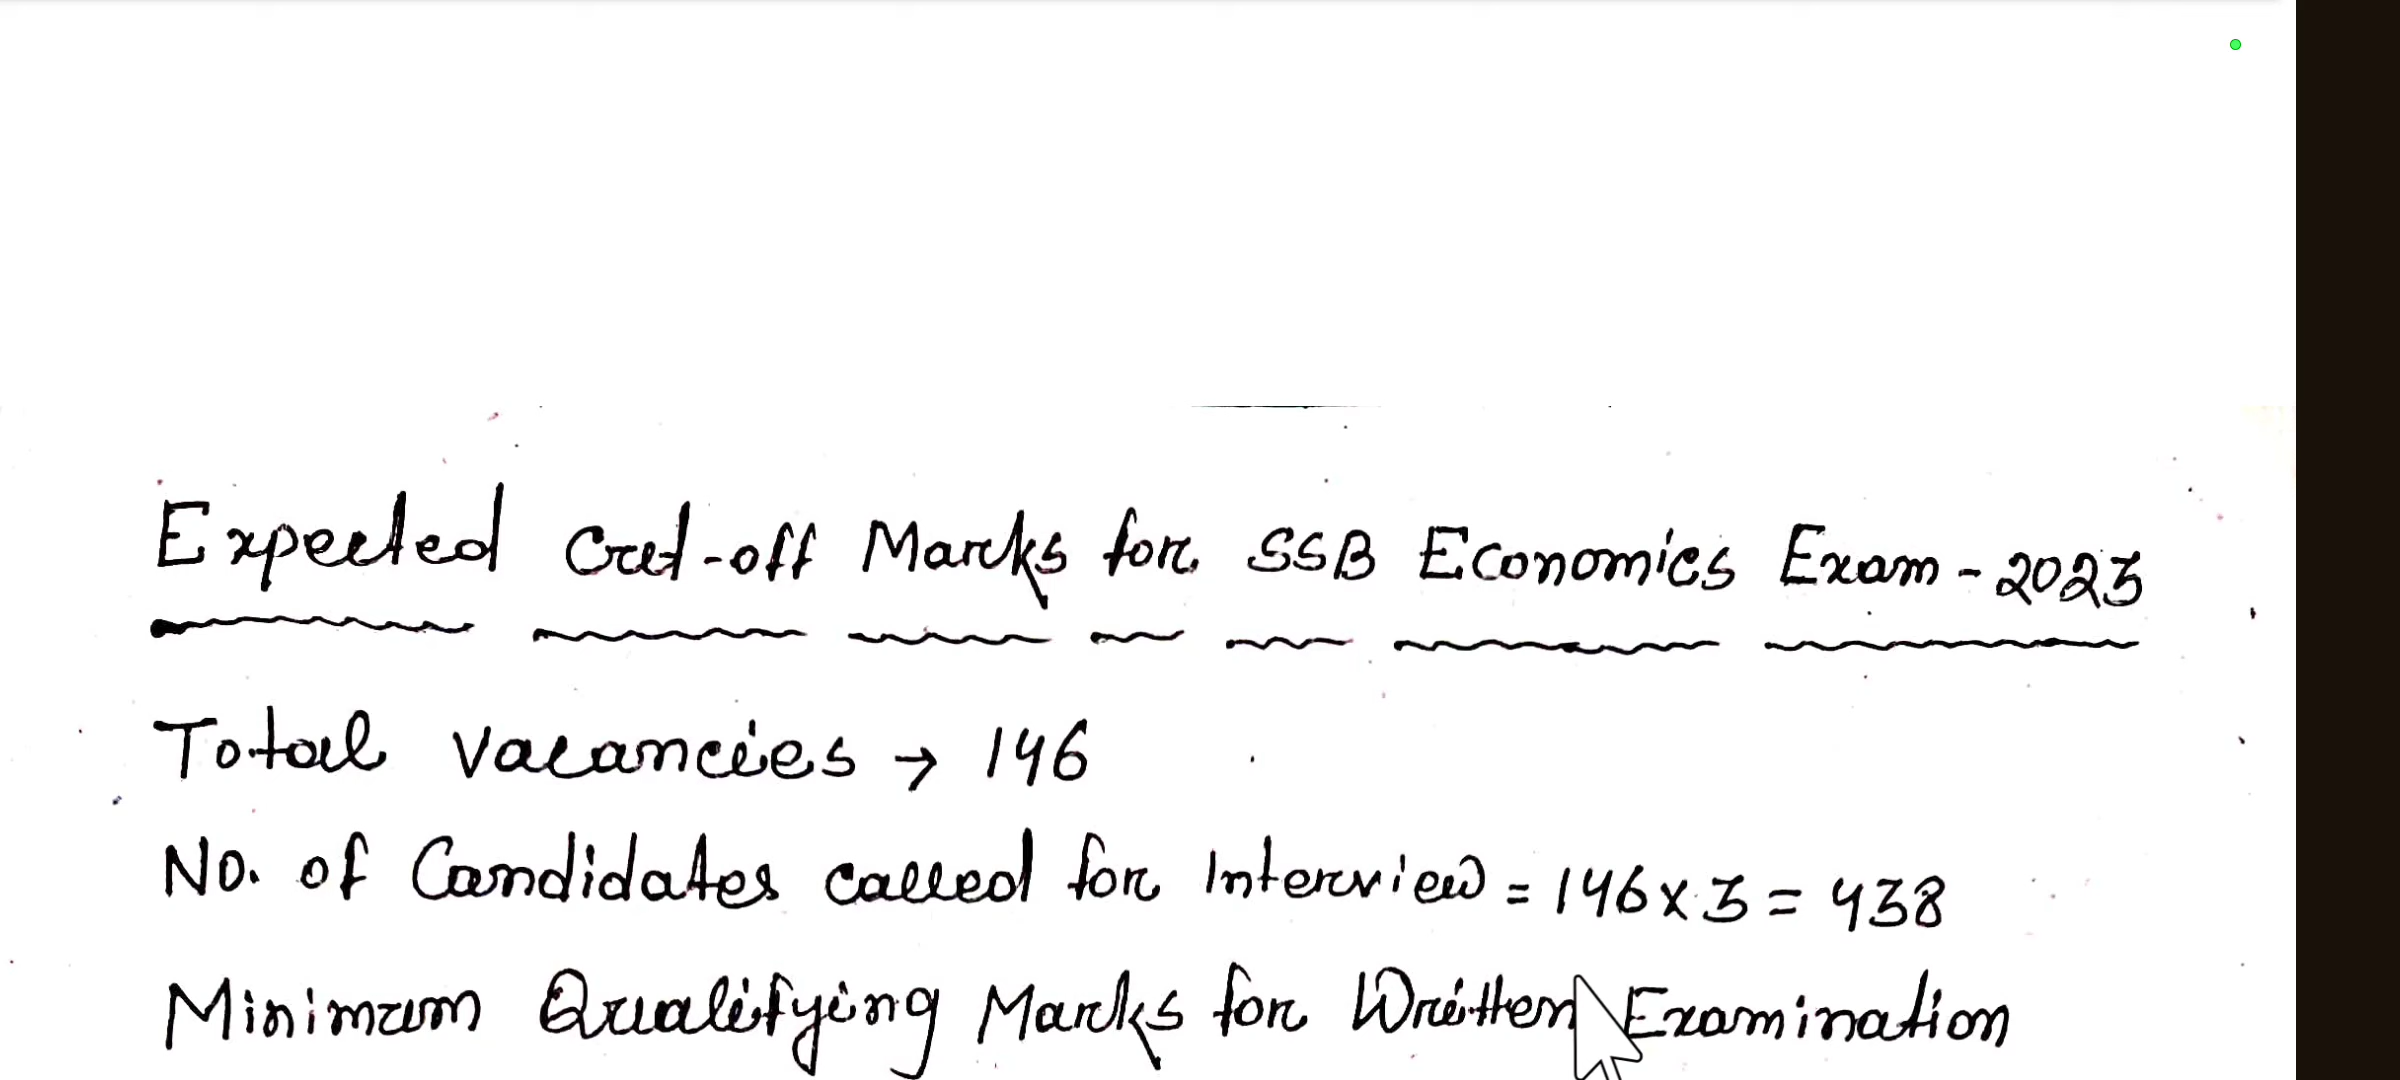 Expected Cut-off Marks for SSB Economics Exam - 2023
Total vacancies → 146
No. of Candidates called for Interview = 146 x 3 = 438
Minimum Qualifying Marks for Written Examination